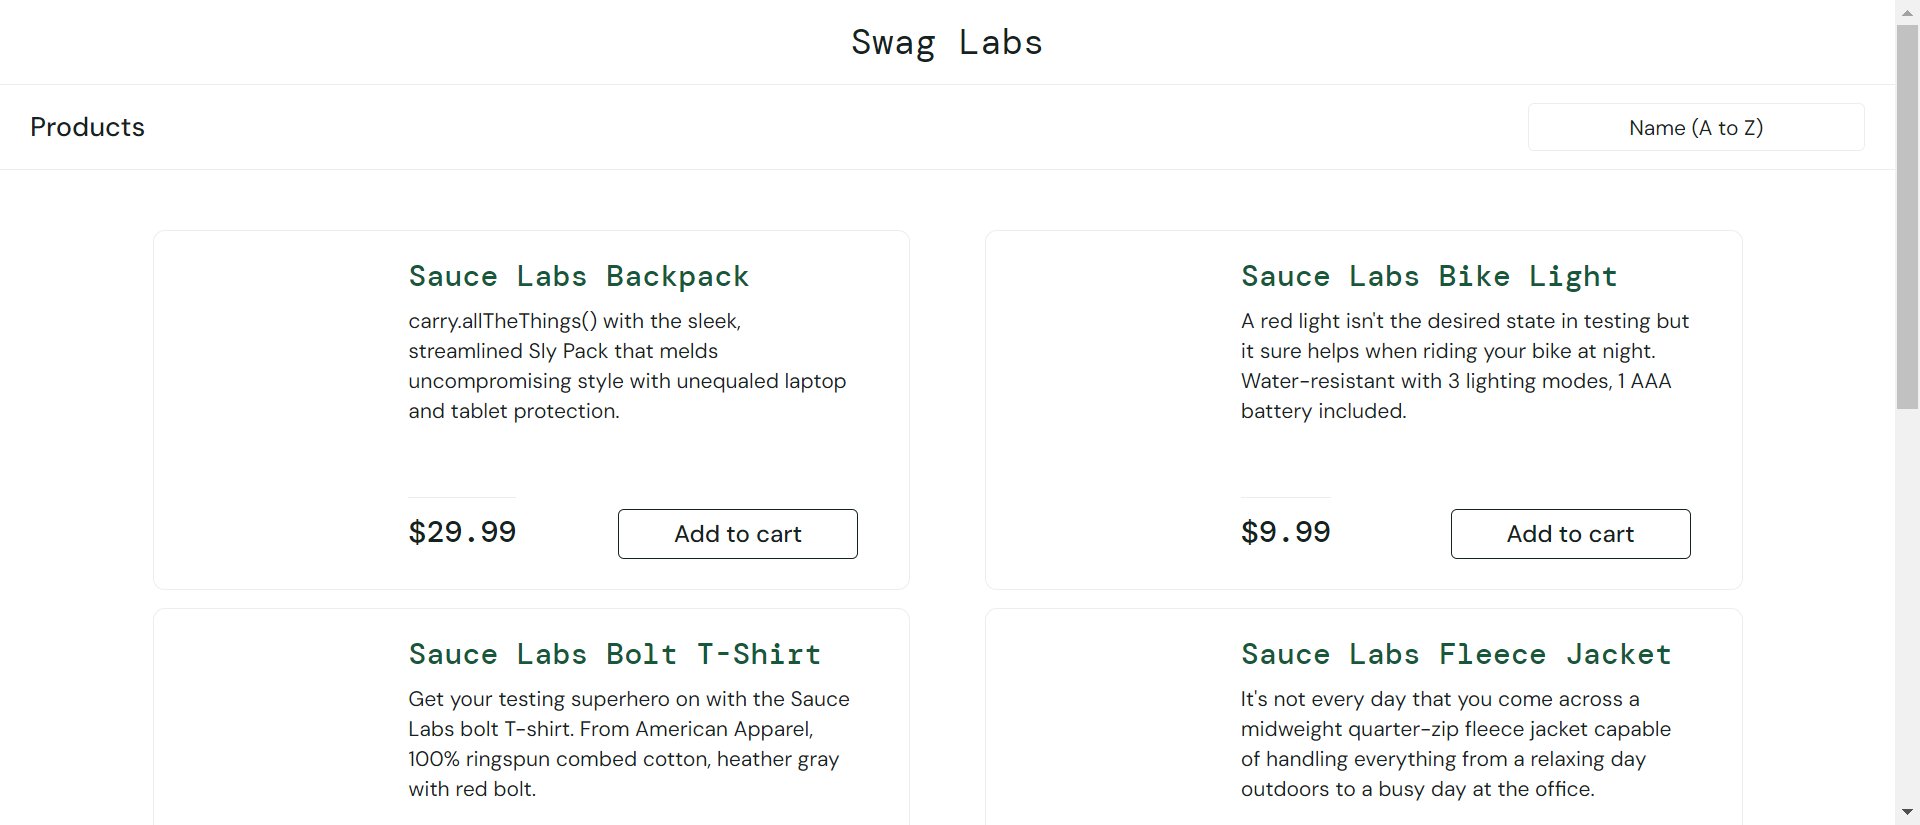 Swag Labs
Products
Name (A to Z)
Sauce Labs Backpack
carry.allTheThings() with the sleek,
streamlined Sly Pack that melds
uncompromising style with unequaled laptop
and tablet protection.
$29.99
Add to cart
Sauce Labs Bike Light
A red light isn't the desired state in testing but
it sure helps when riding your bike at night.
Water-resistant with 3 lighting modes, 1 AAA
battery included.
$9.99
Add to cart
Sauce Labs Bolt T-Shirt
Get your testing superhero on with the Sauce
Labs bolt T-shirt. From American Apparel,
100% ringspun combed cotton, heather gray
with red bolt.
Sauce Labs Fleece Jacket
It's not every day that you come across a
midweight quarter-zip fleece jacket capable
of handling everything from a relaxing day
outdoors to a busy day at the office.